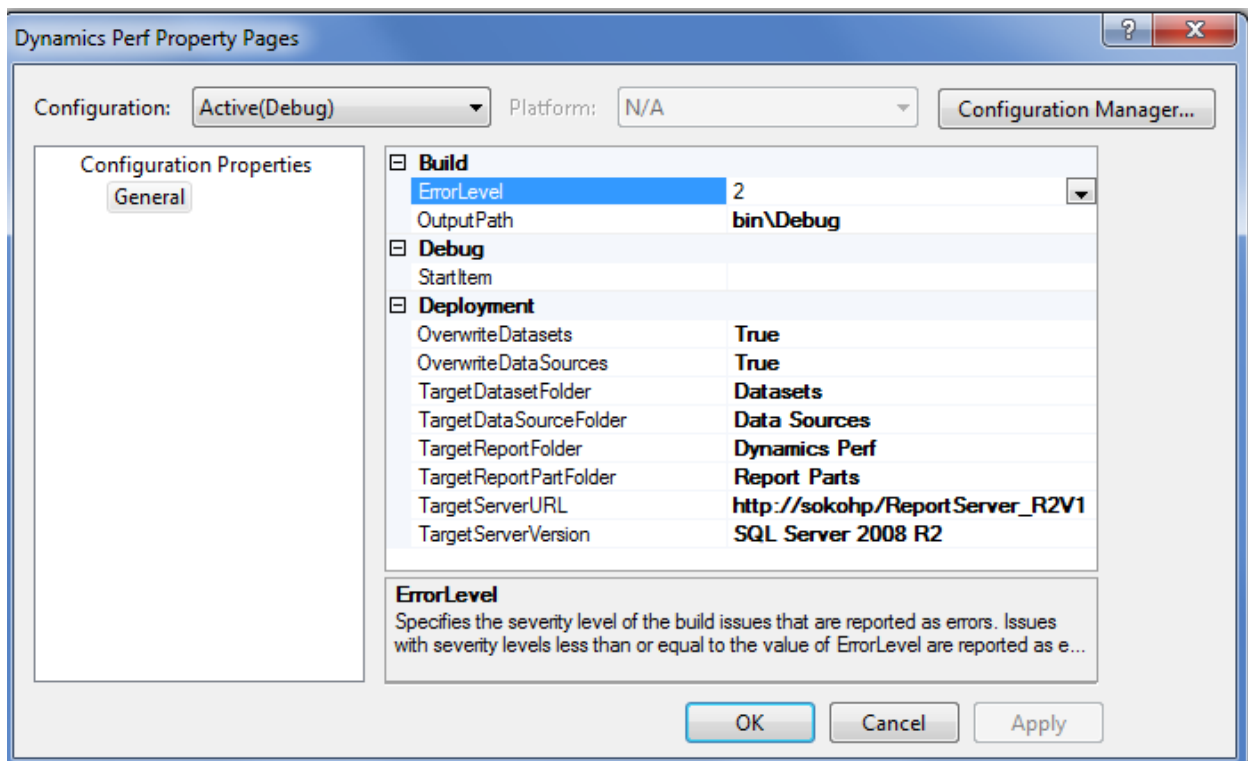 Dynamics Perf Property Pages
Configuration: Active(Debug) Platform: N/A Configuration Manager...
Configuration Properties
General
Build
ErrorLevel 2
OutputPath bin\Debug
Debug
StartItem
Deployment
OverwriteDatasets True
OverwriteDataSources True
TargetDatasetFolder Datasets
TargetDataSourceFolder Data Sources
TargetReportFolder Dynamics Perf
TargetReportPartFolder Report Parts
TargetServerURL http://sokohp/ReportServer_R2V1
TargetServerVersion SQL Server 2008 R2
ErrorLevel
Specifies the severity level of the build issues that are reported as errors. Issues
with severity levels less than or equal to the value of ErrorLevel are reported as e...
OK Cancel Apply